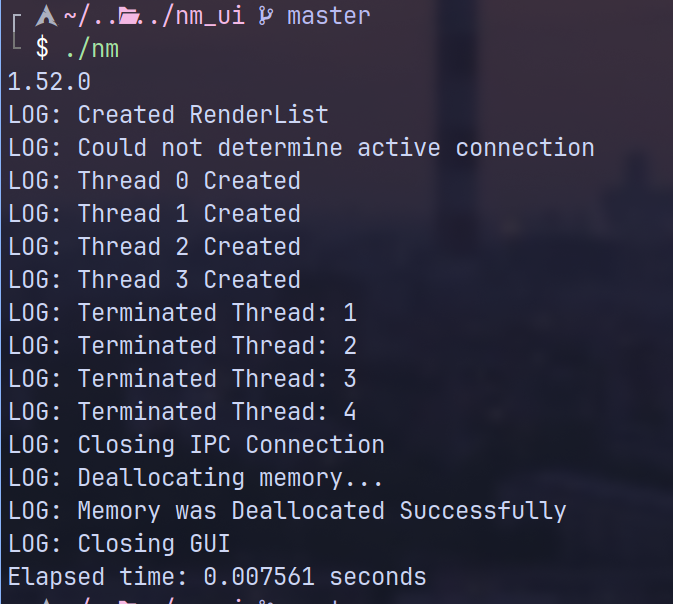 ~/..../nm_ui master
$ ./nm
1.52.0
LOG: Created RenderList
LOG: Could not determine active connection
LOG: Thread 0 Created
LOG: Thread 1 Created
LOG: Thread 2 Created
LOG: Thread 3 Created
LOG: Terminated Thread: 1
LOG: Terminated Thread: 2
LOG: Terminated Thread: 3
LOG: Terminated Thread: 4
LOG: Closing IPC Connection
LOG: Deallocating memory...
LOG: Memory was Deallocated Successfully
LOG: Closing GUI
Elapsed time: 0.007561 seconds